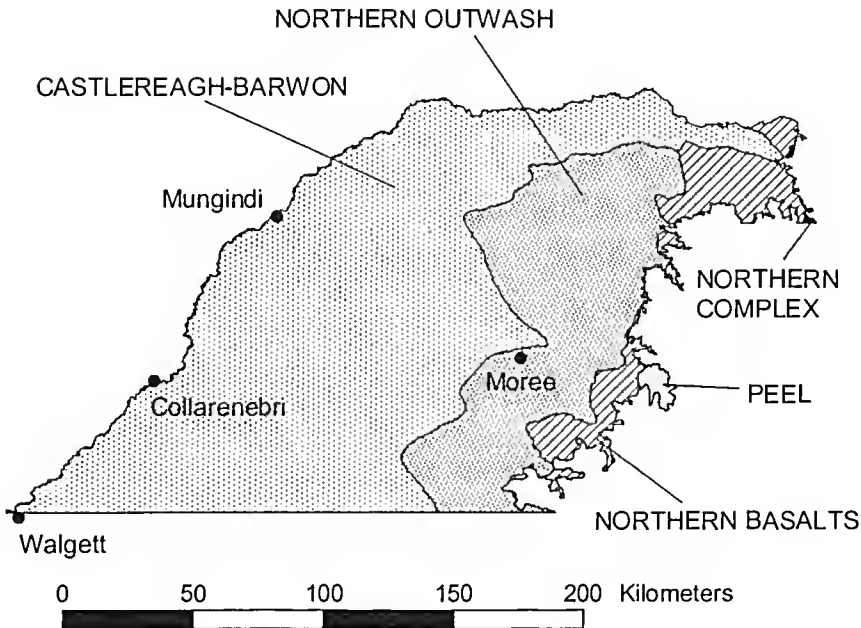 NORTHERN OUTWASH
CASTLEREAGH-BARWON
Mungindi
NORTHERN
COMPLEX
Moree
PEEL
Collarenebri
NORTHERN BASALTS
Walgett
0 50 100 150 200 Kilometers